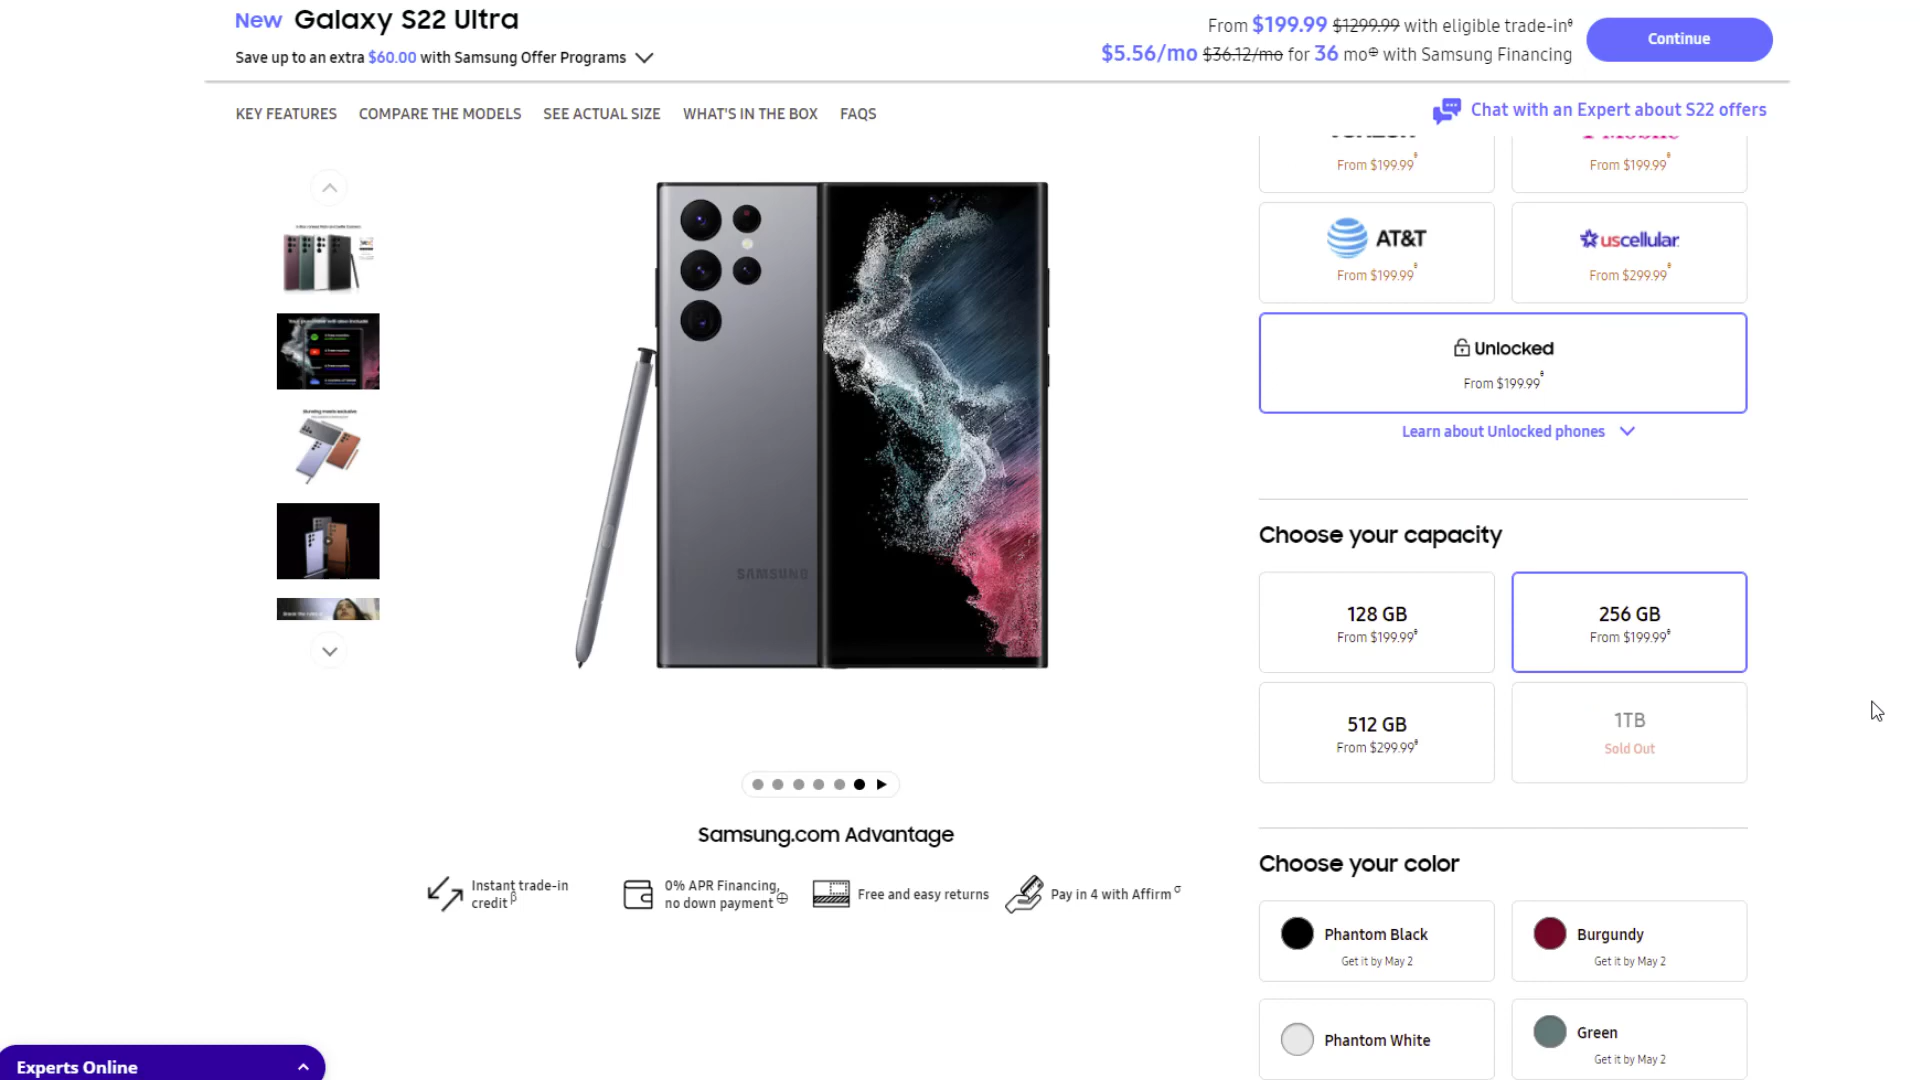 New Galaxy S22 Ultra
Save up to an extra $60.00 with Samsung Offer Programs
From $199.99 $1299.99 with eligible trade-in
$5.56/mo $36.12/mo for 36 mo⊕ with Samsung Financing
Continue
KEY FEATURES
COMPARE THE MODELS
SEE ACTUAL SIZE
WHAT'S IN THE BOX
FAQS
Chat with an Expert about S22 offers
From $199.99
From $199.99
AT&T
From $199.99
uscellular
From $299.99
Unlocked
From $199.99
Learn about Unlocked phones
SAMSUNG
Choose your capacity
128 GB
From $199.99
256 GB
From $199.99
512 GB
From $299.99
1TB
Sold Out
Samsung.com Advantage
Instant trade-in
credit β
0% APR Financing,
no down payment ⊕
Free and easy returns
Pay in 4 with Affirm σ
Choose your color
Phantom Black
Get it by May 2
Burgundy
Get it by May 2
Phantom White
Green
Get it by May 2
Experts Online